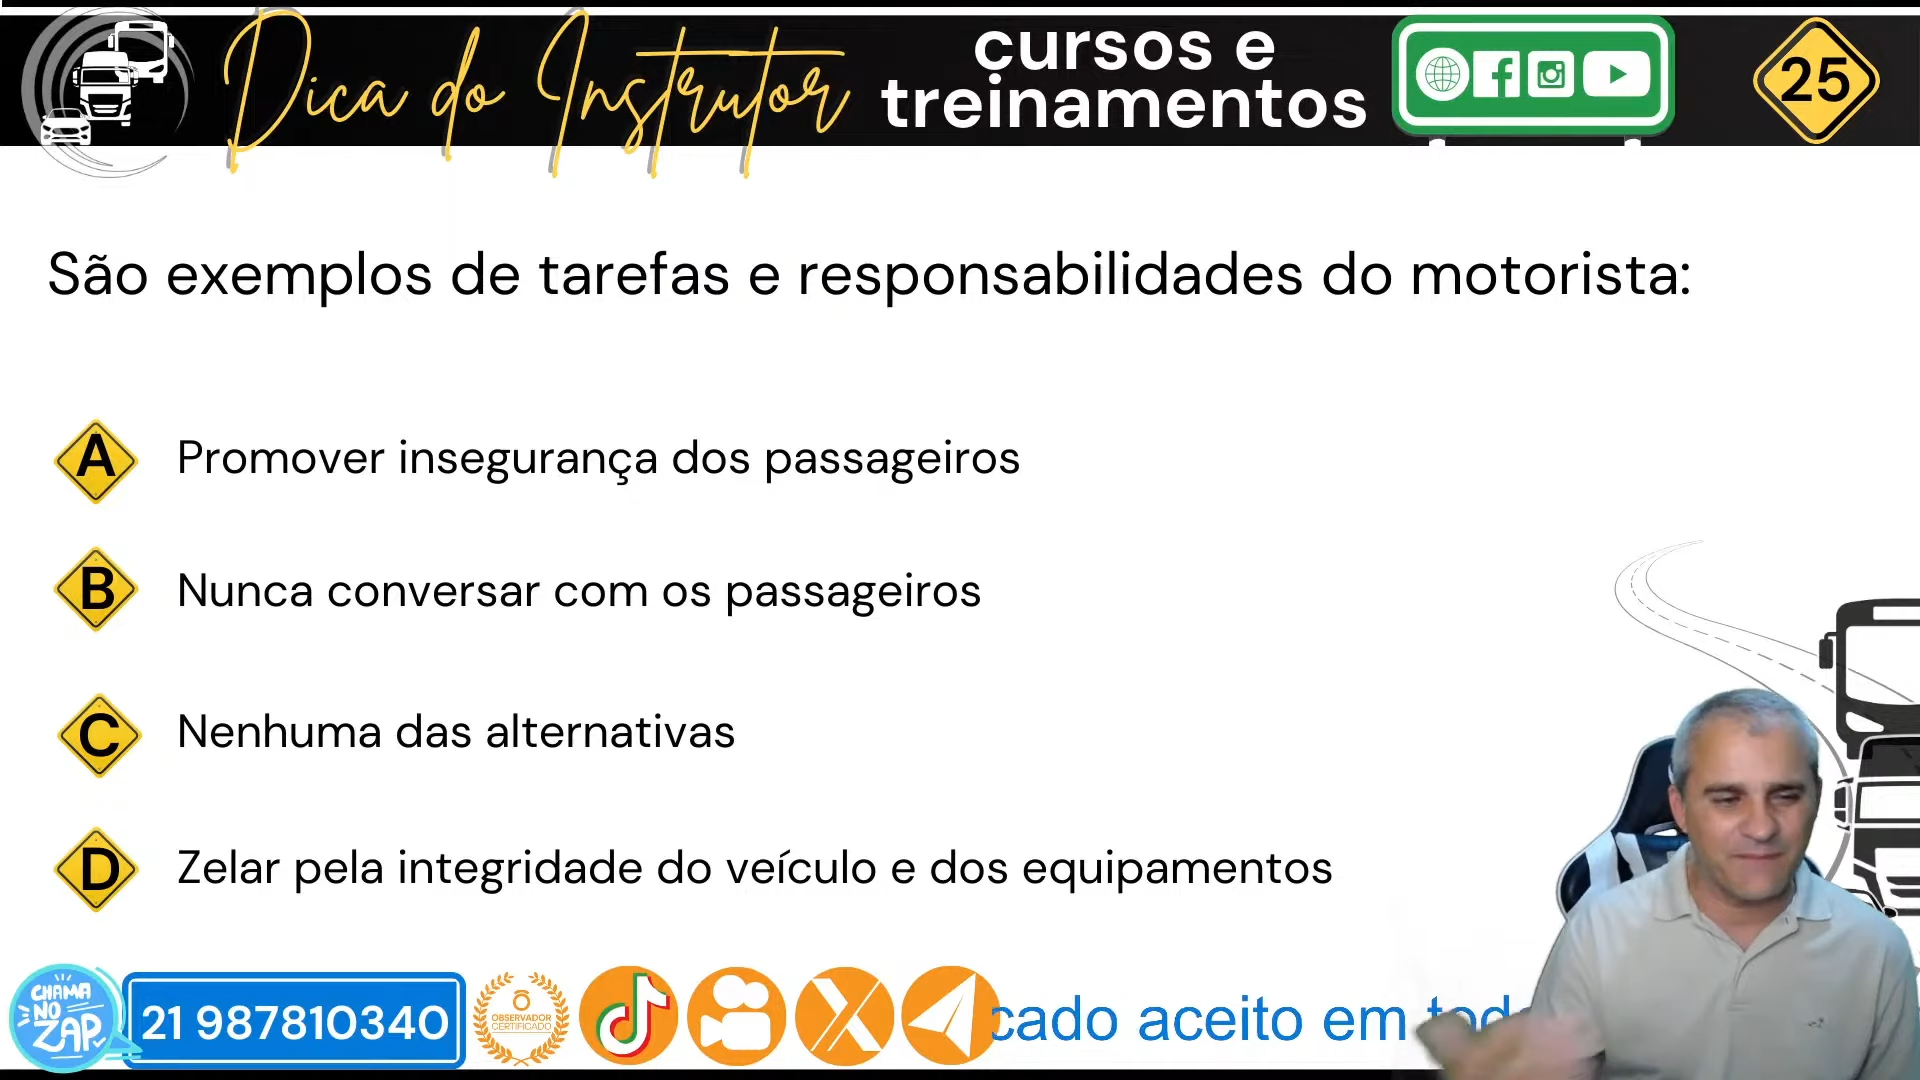 Dica do Instrutor
cursos e
treinamentos
25
São exemplos de tarefas e responsabilidades do motorista:
A Promover insegurança dos passageiros
B Nunca conversar com os passageiros
C Nenhuma das alternativas
D Zelar pela integridade do veículo e dos equipamentos
CHAMA
NO
ZAP
21 987810340
OBSERVADOR
CERTIFICADO
cado aceito em